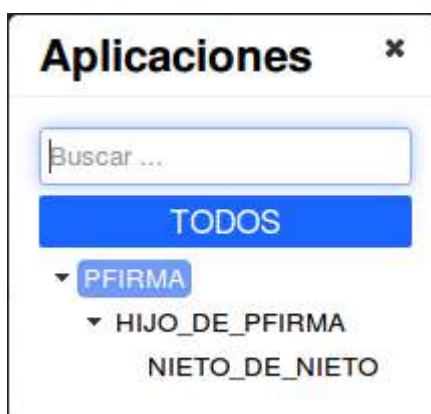 Aplicaciones
Buscar ...
TODOS
PFIRMA
HIJO_DE_PFIRMA
NIETO_DE_NIETO